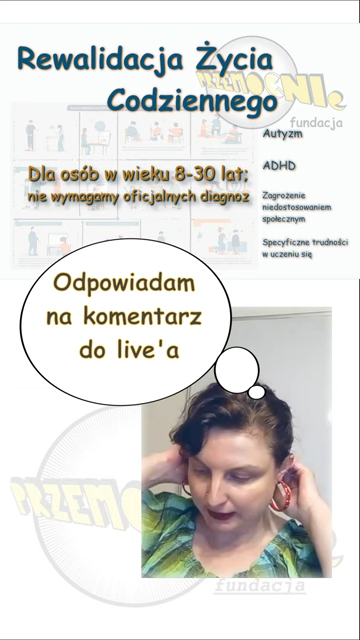 Rewalidacja Życia
Codziennego
PRZEMOCNI.
fundacja
Autyzm
ADHD
Dla osób w wieku 8-30 lat;
nie wymagamy oficjalnych diagnoz
Zagrożenie
niedostosowaniem
społecznym
Specyficzne trudności
w uczeniu się
Odpowiadam
na komentarz
do live'a
fundacja